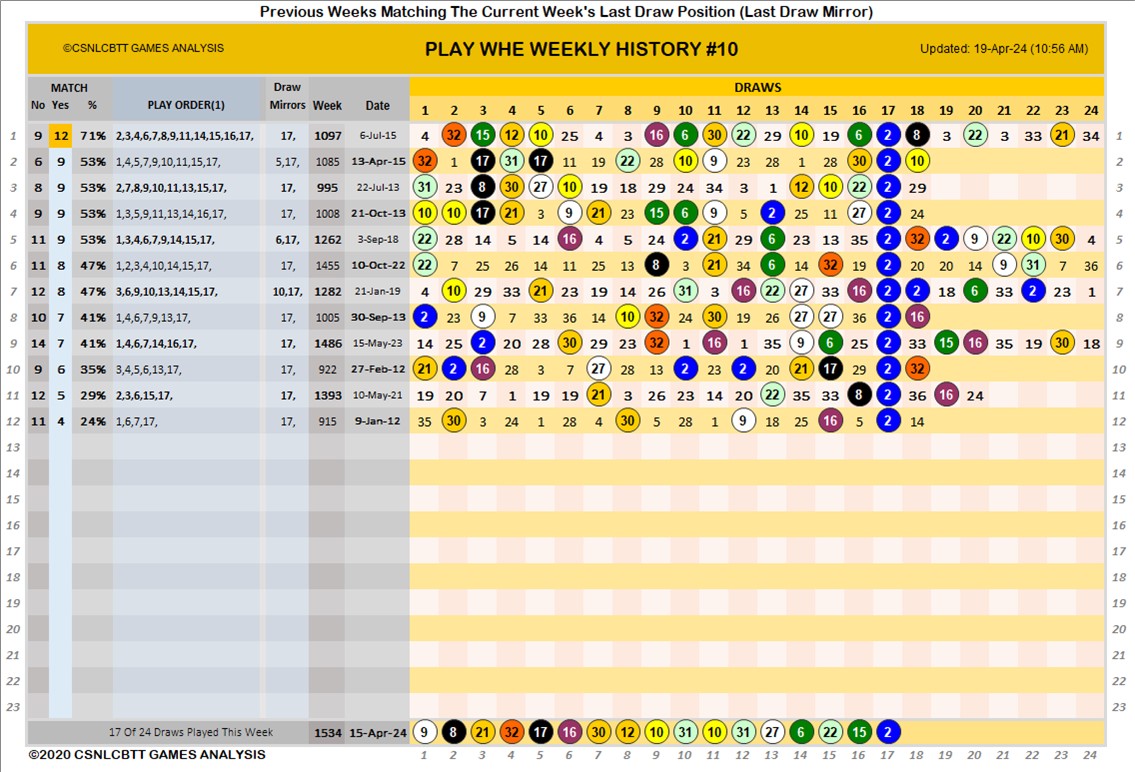 Previous Weeks Matching The Current Week's Last Draw Position (Last Draw Mirror)
©CSNLCBTT GAMES ANALYSIS PLAY WHE WEEKLY HISTORY #10 Updated: 19-Apr-24 (10:56 AM)
MATCH Draw DRAWS
No Yes % PLAY ORDER(1) Mirrors Week Date 1 2 3 4 5 6 7 8 9 10 11 12 13 14 15 16 17 18 19 20 21 22 23 24
1 9 12 71% 2,3,4,6,7,8,9,11,14,15,16,17, 17, 1097 6-Jul-15 4 32 15 12 10 25 4 3 16 6 30 22 29 10 19 6 2 8 3 22 3 33 21 34 1
2 6 9 53% 1,4,5,7,9,10,11,15,17, 5,17, 1085 13-Apr-15 32 1 17 31 17 11 19 22 28 10 9 23 28 1 28 30 2 10 2
3 8 9 53% 2,7,8,9,10,11,13,15,17, 17, 995 22-Jul-13 31 23 8 30 27 10 19 18 29 24 34 3 1 12 10 22 2 29 3
4 9 9 53% 1,3,5,9,11,13,14,16,17, 17, 1008 21-Oct-13 10 10 17 21 3 9 21 23 15 6 9 5 2 25 11 27 2 24 4
5 11 9 53% 1,3,4,6,7,9,14,15,17, 6,17, 1262 3-Sep-18 22 28 14 5 14 16 4 5 24 2 21 29 6 23 13 35 2 32 2 9 22 10 30 4 5
6 11 8 47% 1,2,3,4,10,14,15,17, 17, 1455 10-Oct-22 22 7 25 26 14 11 25 13 8 3 21 34 6 14 32 19 2 20 20 14 9 31 7 36 6
7 12 8 47% 3,6,9,10,13,14,15,17, 10,17, 1282 21-Jan-19 4 10 29 33 21 23 19 14 26 31 3 16 22 27 33 16 2 2 18 6 33 2 23 1 7
8 10 7 41% 1,4,6,7,9,13,17, 17, 1005 30-Sep-13 2 23 9 7 33 36 14 10 32 24 30 19 26 27 27 36 2 16 8
9 14 7 41% 1,4,6,7,14,16,17, 17, 1486 15-May-23 14 25 2 20 28 30 29 23 32 1 16 1 35 9 6 25 2 33 15 16 35 19 30 18 9
10 9 6 35% 3,4,5,6,13,17, 17, 922 27-Feb-12 21 2 16 28 3 7 27 28 13 2 23 2 20 21 17 29 2 32 10
11 12 5 29% 2,3,6,15,17, 17, 1393 10-May-21 19 20 7 1 19 19 21 3 26 23 14 20 22 35 33 8 2 36 16 24 11
12 11 4 24% 1,6,7,17, 17, 915 9-Jan-12 35 30 3 24 1 28 4 30 5 28 1 9 18 25 16 5 2 14 12
13 13
14 14
15 15
16 16
17 17
18 18
19 19
20 20
21 21
22 22
23 23
17 Of 24 Draws Played This Week 1534 15-Apr-24 9 8 21 32 17 16 30 12 10 31 10 31 27 6 22 15 2
©2020 CSNLCBTT GAMES ANALYSIS 1 2 3 4 5 6 7 8 9 10 11 12 13 14 15 16 17 18 19 20 21 22 23 24